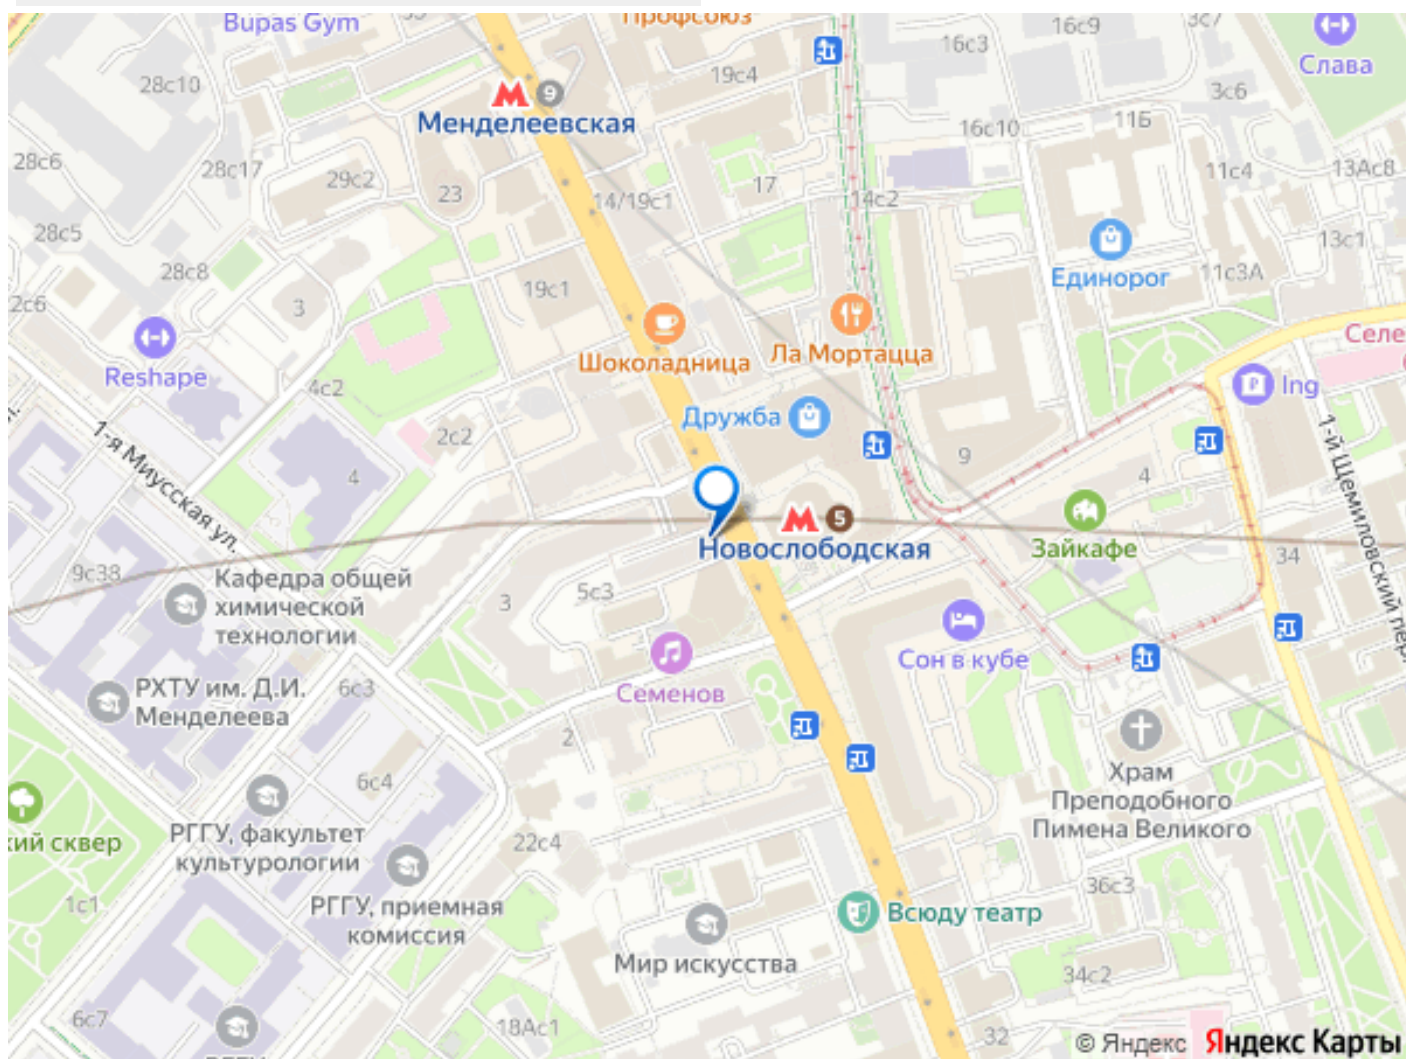 Bupas Gym
Профсоюз
16с3
16с9
3с7
Слава
28с10
9
Менделеевская
19с4
3с6
11Б
16с10
28с6
28с17
29с2
23
14/19с1
17
14с2
11с4
13Ас8
28с5
28с8
13с1
Единорог
11с3А
2с6
3
19с1
Шоколадница
Ла Мортацца
Селе
Reshape
4с2
Дружба
Ing
1-я Миусская ул.
2с2
4
9
4
1-й Щемиловский пер.
5
Новослободская
Зайкафе
34
9с38
Кафедра общей
химической
технологии
3
5с3
Сон в кубе
Семенов
РХТУ им. Д.И.
Менделеева
6с3
2
6с4
Храм
Преподобного
Пимена Великого
кий сквер
РГГУ, факультет
культурологии
22с4
1с1
РГГУ, приемная
комиссия
36с3
Всюду театр
Мир искусства
34с2
6с7
18Ас1
32
© Яндекс Яндекс Карты